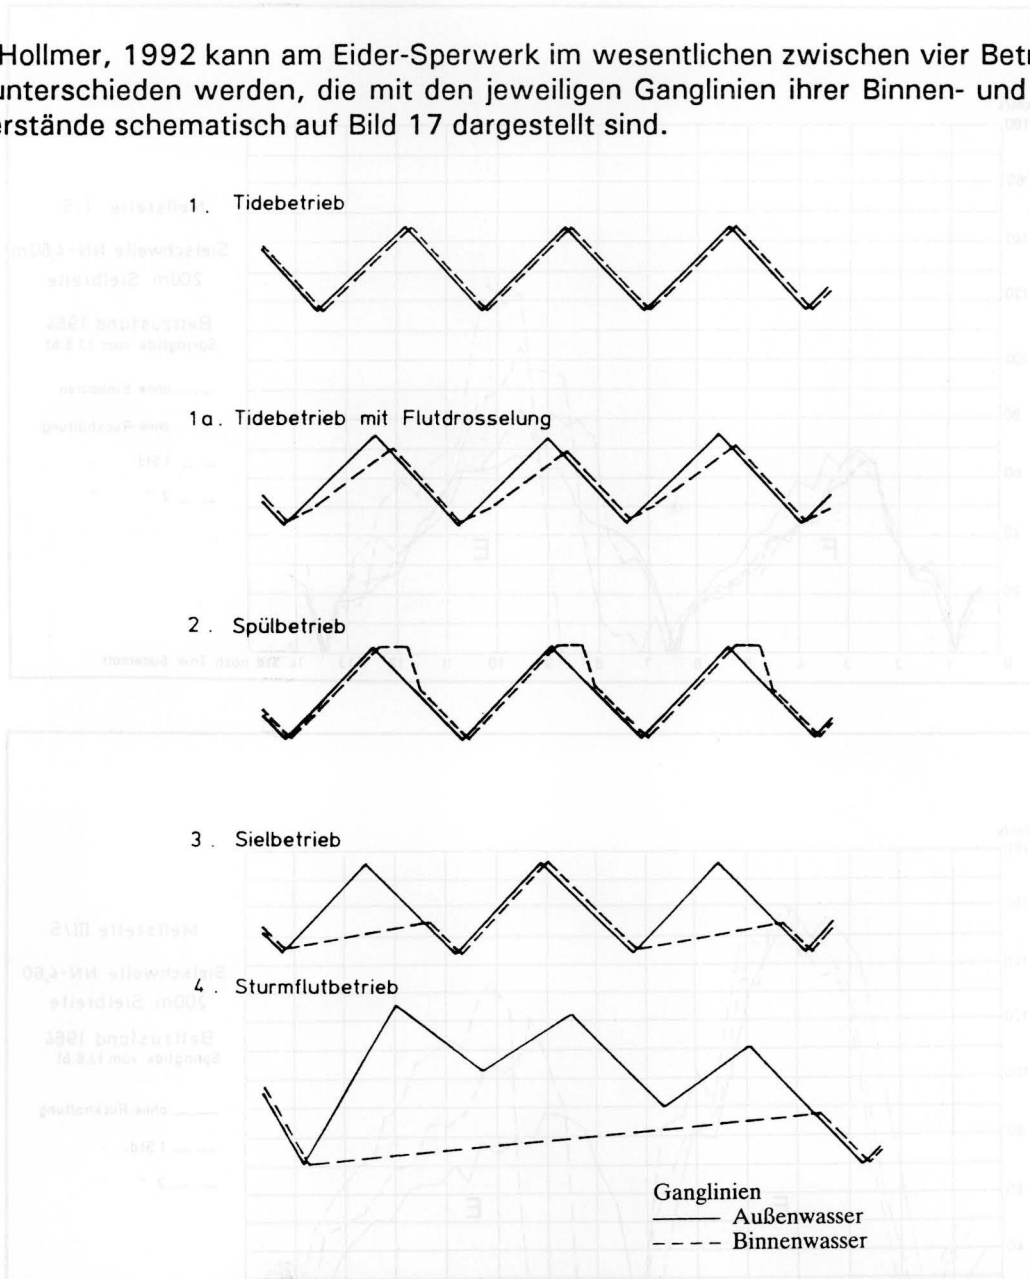 Hollmer, 1992 kann am Eider-Sperwerk im wesentlichen zwischen vier Betr
unterschieden werden, die mit den jeweiligen Ganglinien ihrer Binnen- und
erstände schematisch auf Bild 17 dargestellt sind.
1. Tidebetrieb
1a. Tidebetrieb mit Flutdrosselung
2. Spülbetrieb
3. Sielbetrieb
4. Sturmflutbetrieb
Ganglinien
Außenwasser
Binnenwasser